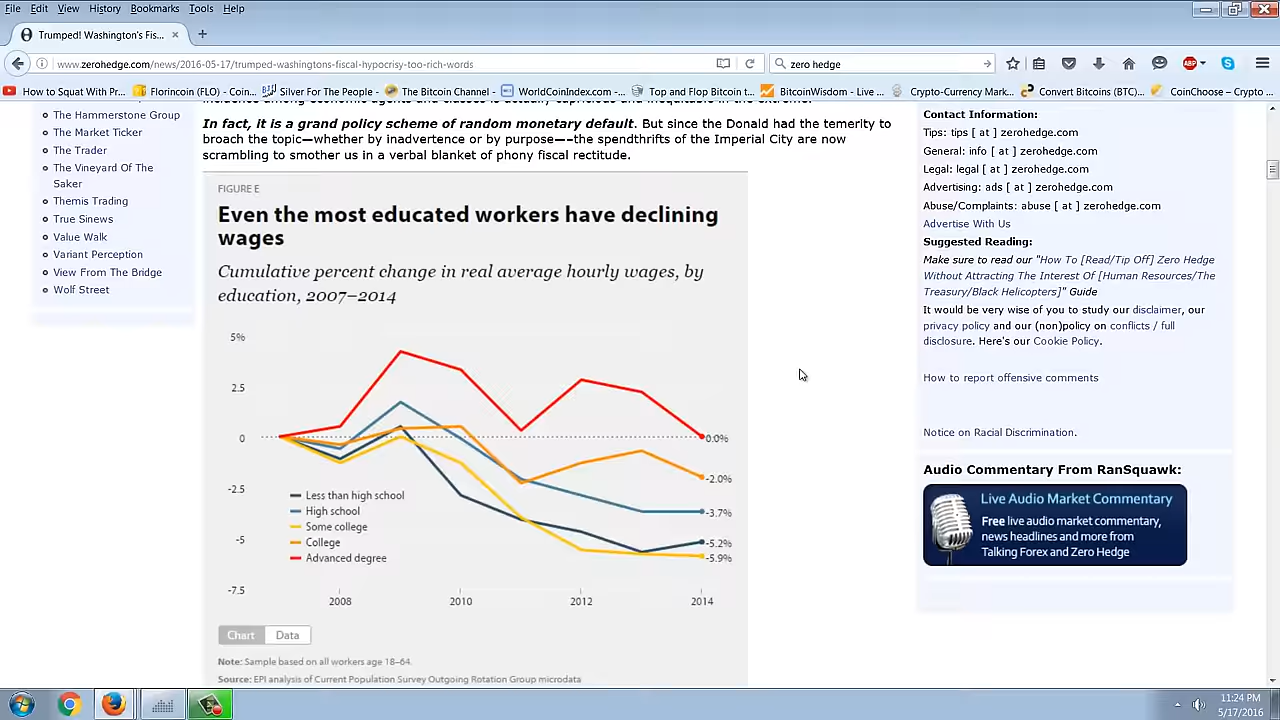 File Edit View History Bookmarks Tools Help
Trumped! Washington's Fis...
www.zerohedge.com/news/2016-05-17/trumped-washingtons-fiscal-hypocrisy-too-rich-words
zero hedge
ABP
How to Squat With Pr... Florincoin (FLO) - Coin... Silver For The People - The Bitcoin Channel - WorldCoinIndex.com -... Top and Flop Bitcoin t... BitcoinWisdom - Live ... Crypto-Currency Mark... Convert Bitcoins (BTC)... CoinChoose - Crypto ...
The Hammerstone Group
The Market Ticker
The Trader
The Vineyard Of The
Saker
Themis Trading
True Sinews
Value Walk
Variant Perception
View From The Bridge
Wolf Street
incidence among economic agents and classes is actually capricious and inequitable in the extreme.
In fact, it is a grand policy scheme of random monetary default. But since the Donald had the temerity to
broach the topic—whether by inadvertence or by purpose—–the spendthrifts of the Imperial City are now
scrambling to smother us in a verbal blanket of phony fiscal rectitude.
FIGURE E
Even the most educated workers have declining
wages
Cumulative percent change in real average hourly wages, by
education, 2007–2014
5%
2.5
0
-2.5
-5
-7.5
0.0%
-2.0%
-3.7%
-5.2%
-5.9%
Less than high school
High school
Some college
College
Advanced degree
2008 2010 2012 2014
Chart Data
Note: Sample based on all workers age 18–64.
Source: EPI analysis of Current Population Survey Outgoing Rotation Group microdata
Contact Information:
Tips: tips [ at ] zerohedge.com
General: info [ at ] zerohedge.com
Legal: legal [ at ] zerohedge.com
Advertising: ads [ at ] zerohedge.com
Abuse/Complaints: abuse [ at ] zerohedge.com
Advertise With Us
Suggested Reading:
Make sure to read our "How To [Read/Tip Off] Zero Hedge
Without Attracting The Interest Of [Human Resources/The
Treasury/Black Helicopters]" Guide
It would be very wise of you to study our disclaimer, our
privacy policy and our (non)policy on conflicts / full
disclosure. Here's our Cookie Policy.
How to report offensive comments
Notice on Racial Discrimination.
Audio Commentary From RanSquawk:
Live Audio Market Commentary
Free live audio market commentary,
news headlines and more from
Talking Forex and Zero Hedge
11:24 PM
5/17/2016